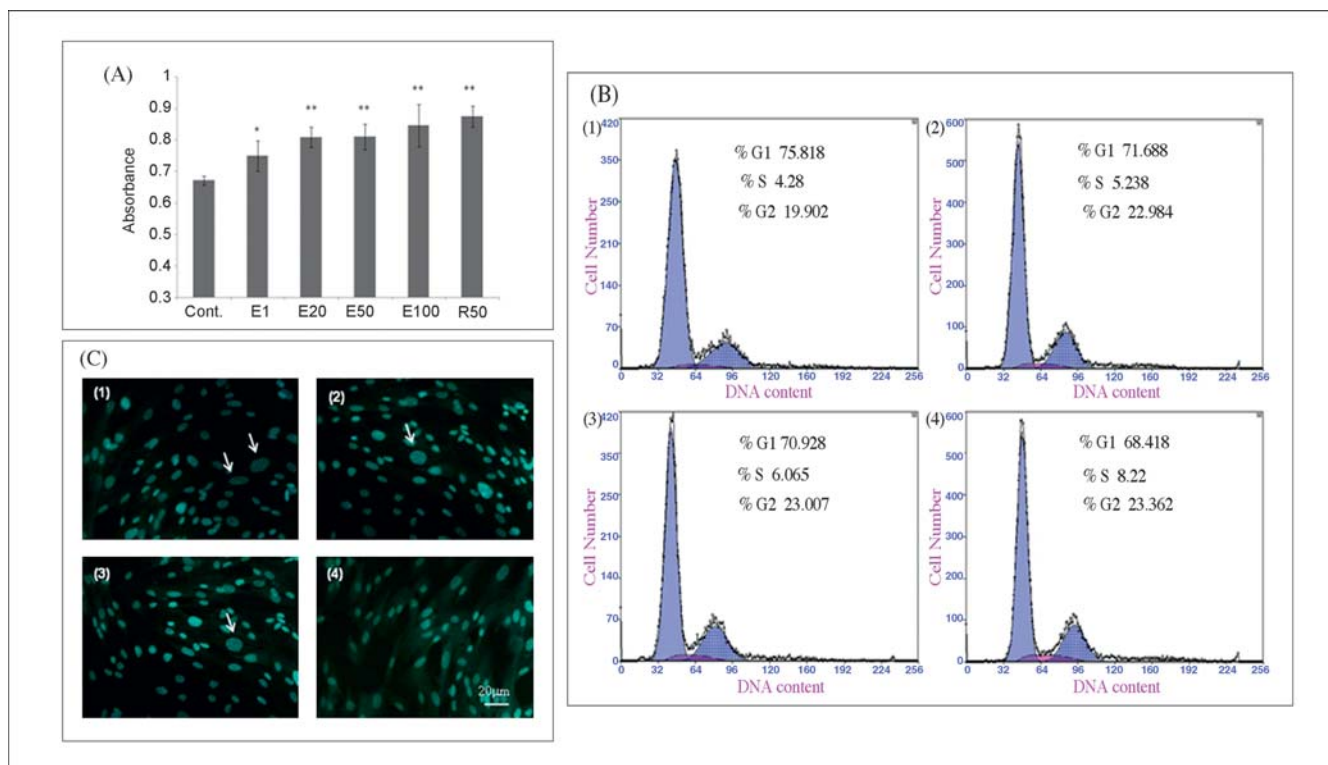 (A)
1
0.9
0.8
0.7
0.6
0.5
0.4
0.3
Absorbance
* ** ** ** **
Cont. E1 E20 E50 E100 R50
(B)
(1)
420
350
280
210
140
70
0
Cell Number
% G1 75.818
% S 4.28
% G2 19.902
0 32 64 96 120 160 192 224 256
DNA content
(2)
600
500
400
300
200
100
0
Cell Number
% G1 71.688
% S 5.238
% G2 22.984
0 32 64 96 120 160 192 224 256
DNA content
(3)
420
350
250
210
140
70
0
Cell Number
% G1 70.928
% S 6.065
% G2 23.007
0 32 64 96 120 160 192 224 256
DNA content
(4)
600
500
400
300
200
100
0
Cell Number
% G1 68.418
% S 8.22
% G2 23.362
0 32 64 96 120 160 192 224 256
DNA content
(C)
(1)
(2)
(3)
(4)
20μm